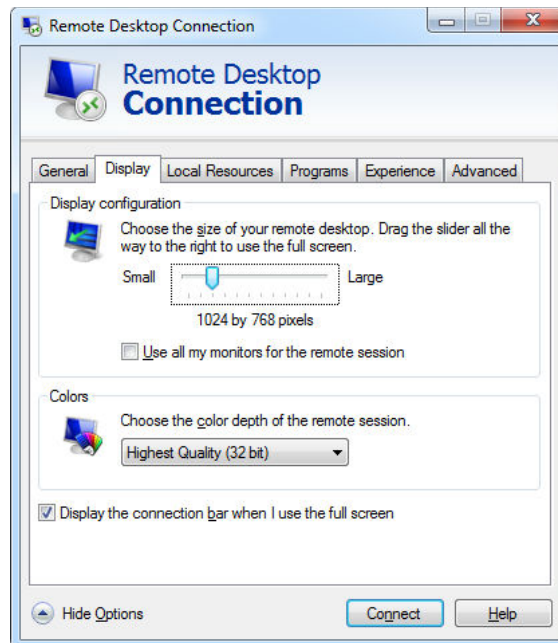 Remote Desktop Connection
Remote Desktop
Connection
General Display Local Resources Programs Experience Advanced
Display configuration
Choose the size of your remote desktop. Drag the slider all the
way to the right to use the full screen.
Small Large
1024 by 768 pixels
Use all my monitors for the remote session
Colors
Choose the color depth of the remote session.
Highest Quality (32 bit)
Display the connection bar when I use the full screen
Hide Options Connect Help